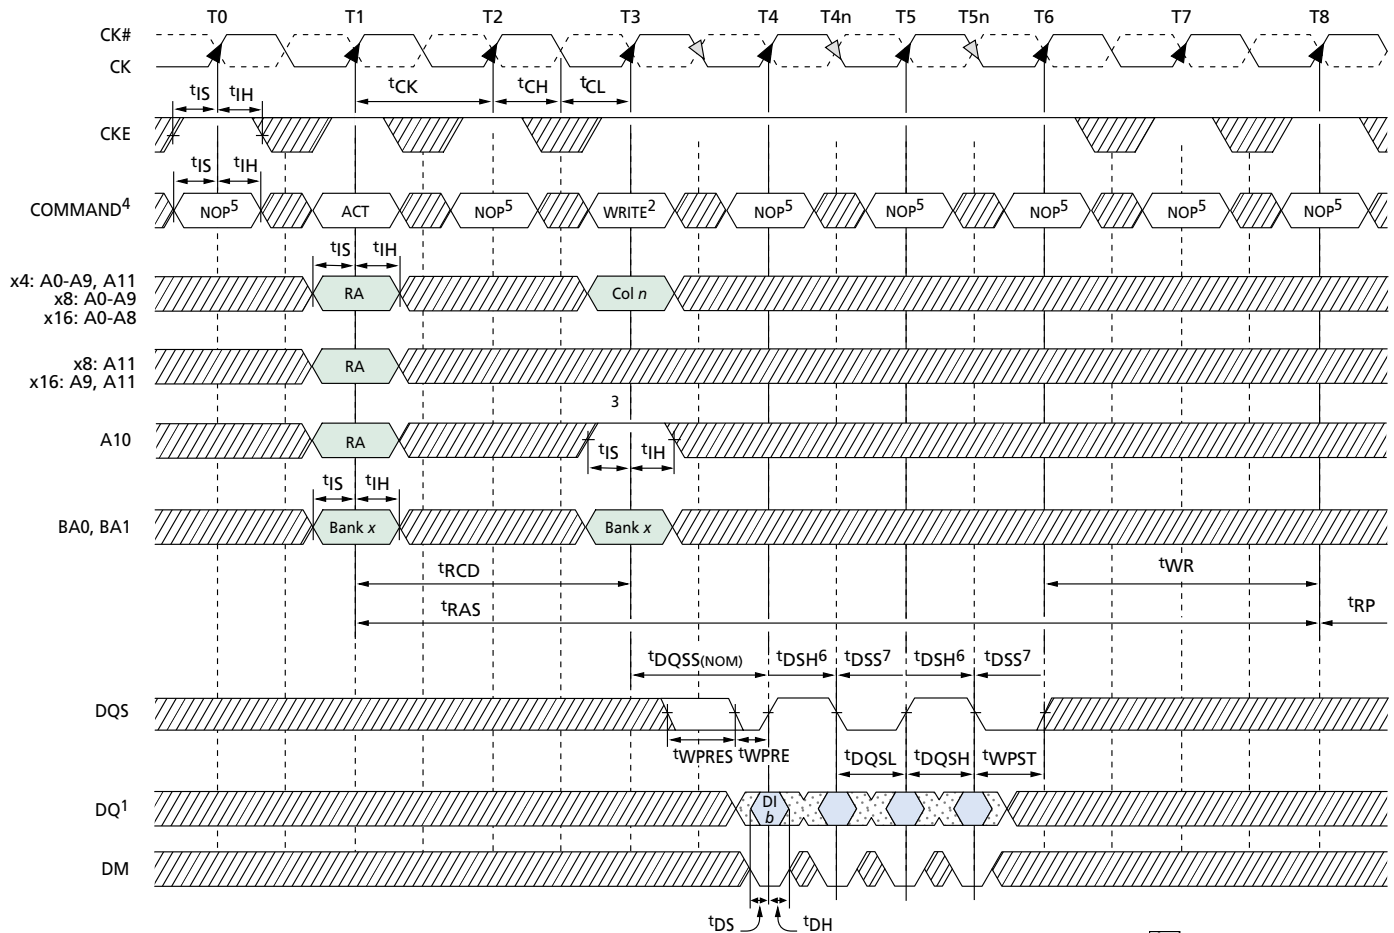 T0 T1 T2 T3 T4 T4n T5 T5n T6 T7 T8
CK#
CK
tCK tCH tCL
tIS tIH
CKE
tIS tIH
COMMAND4
NOP5 ACT NOP5 WRITE2 NOP5 NOP5 NOP5 NOP5 NOP5
tIS tIH
x4: A0-A9, A11
x8: A0-A9
x16: A0-A8
RA Col n
x8: A11
x16: A9, A11
RA
3
A10
RA
tIS tIH
tIS tIH
BA0, BA1
Bank x Bank x
tRCD tWR
tRAS tRP
tDQSS(NOM) tDSH6 tDSS7 tDSH6 tDSS7
DQS
tWPRES tWPRE tDQSL tDQSH tWPST
DQ1
DI
b
DM
tDS tDH